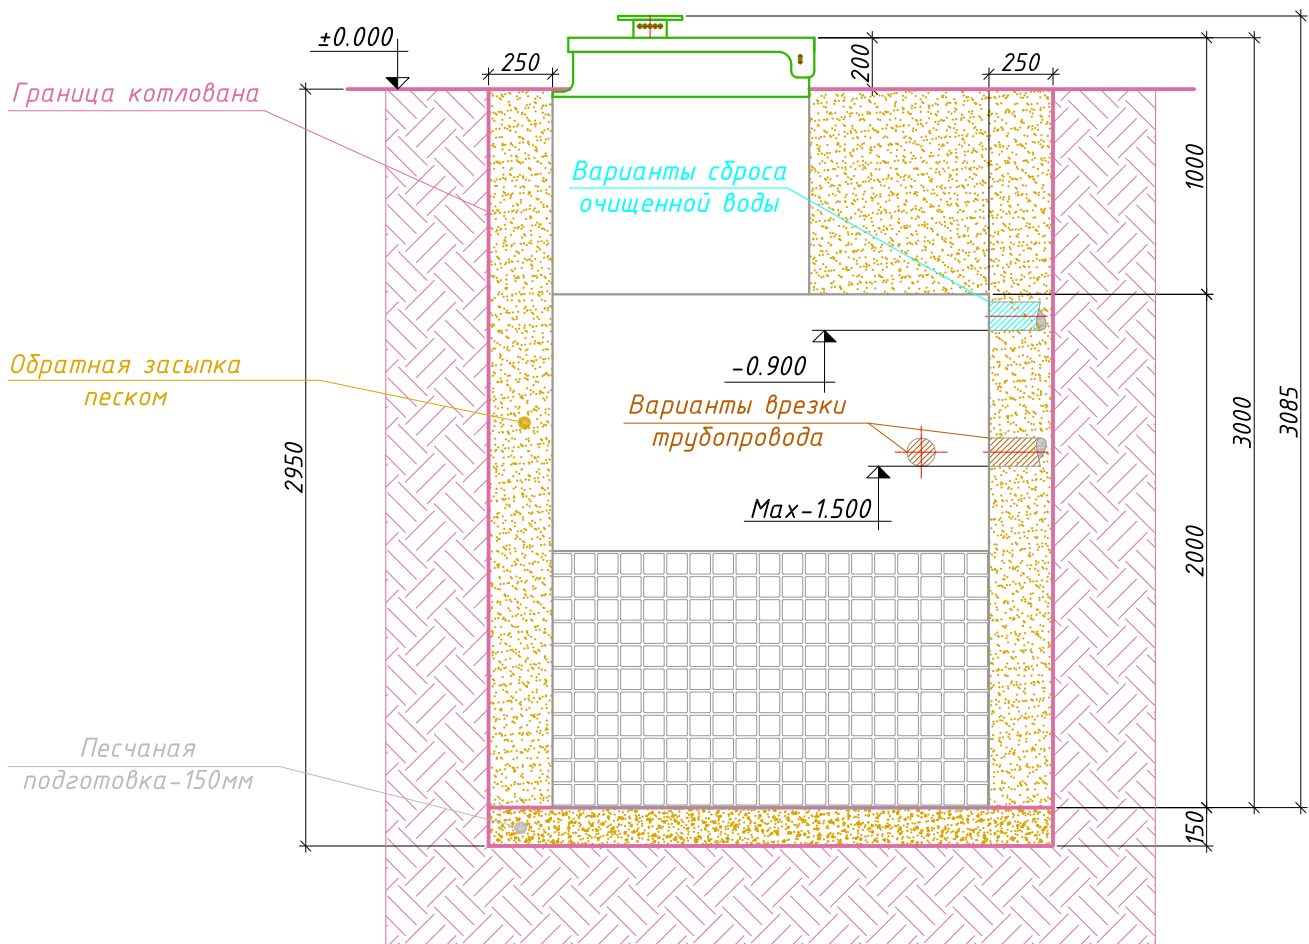 ±0.000
250
200
250
Граница котлована
1000
Варианты сброса
очищенной воды
-0.900
Обратная засыпка
песком
Варианты врезки
трубопровода
3085
3000
2950
Max-1.500
2000
Песчаная
подготовка-150мм
150